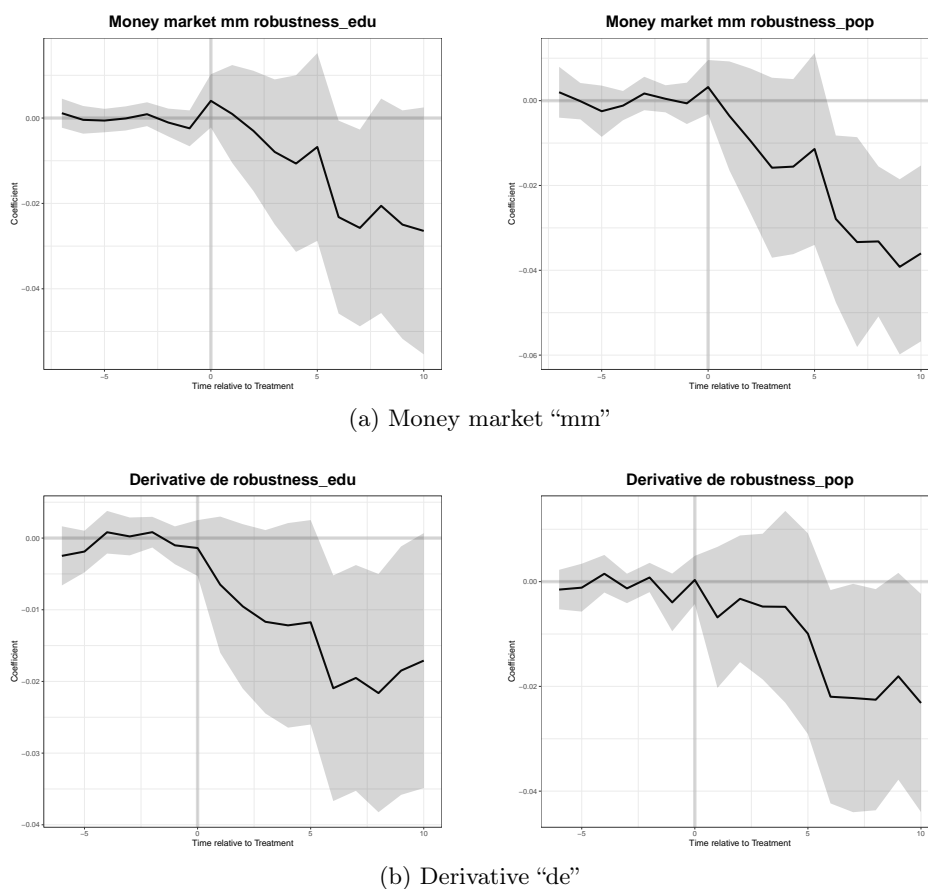 Money market mm robustness_edu
Money market mm robustness_pop
Coefficient
0.00
−0.02
−0.04
−5
0
5
10
Time relative to Treatment
Coefficient
0.00
−0.02
−0.04
−0.06
−5
0
5
10
Time relative to Treatment
(a) Money market “mm”
Derivative de robustness_edu
Derivative de robustness_pop
Coefficient
0.00
−0.01
−0.02
−0.03
−0.04
−5
0
5
10
Time relative to Treatment
Coefficient
0.00
−0.02
−0.04
−5
0
5
10
Time relative to Treatment
(b) Derivative “de”